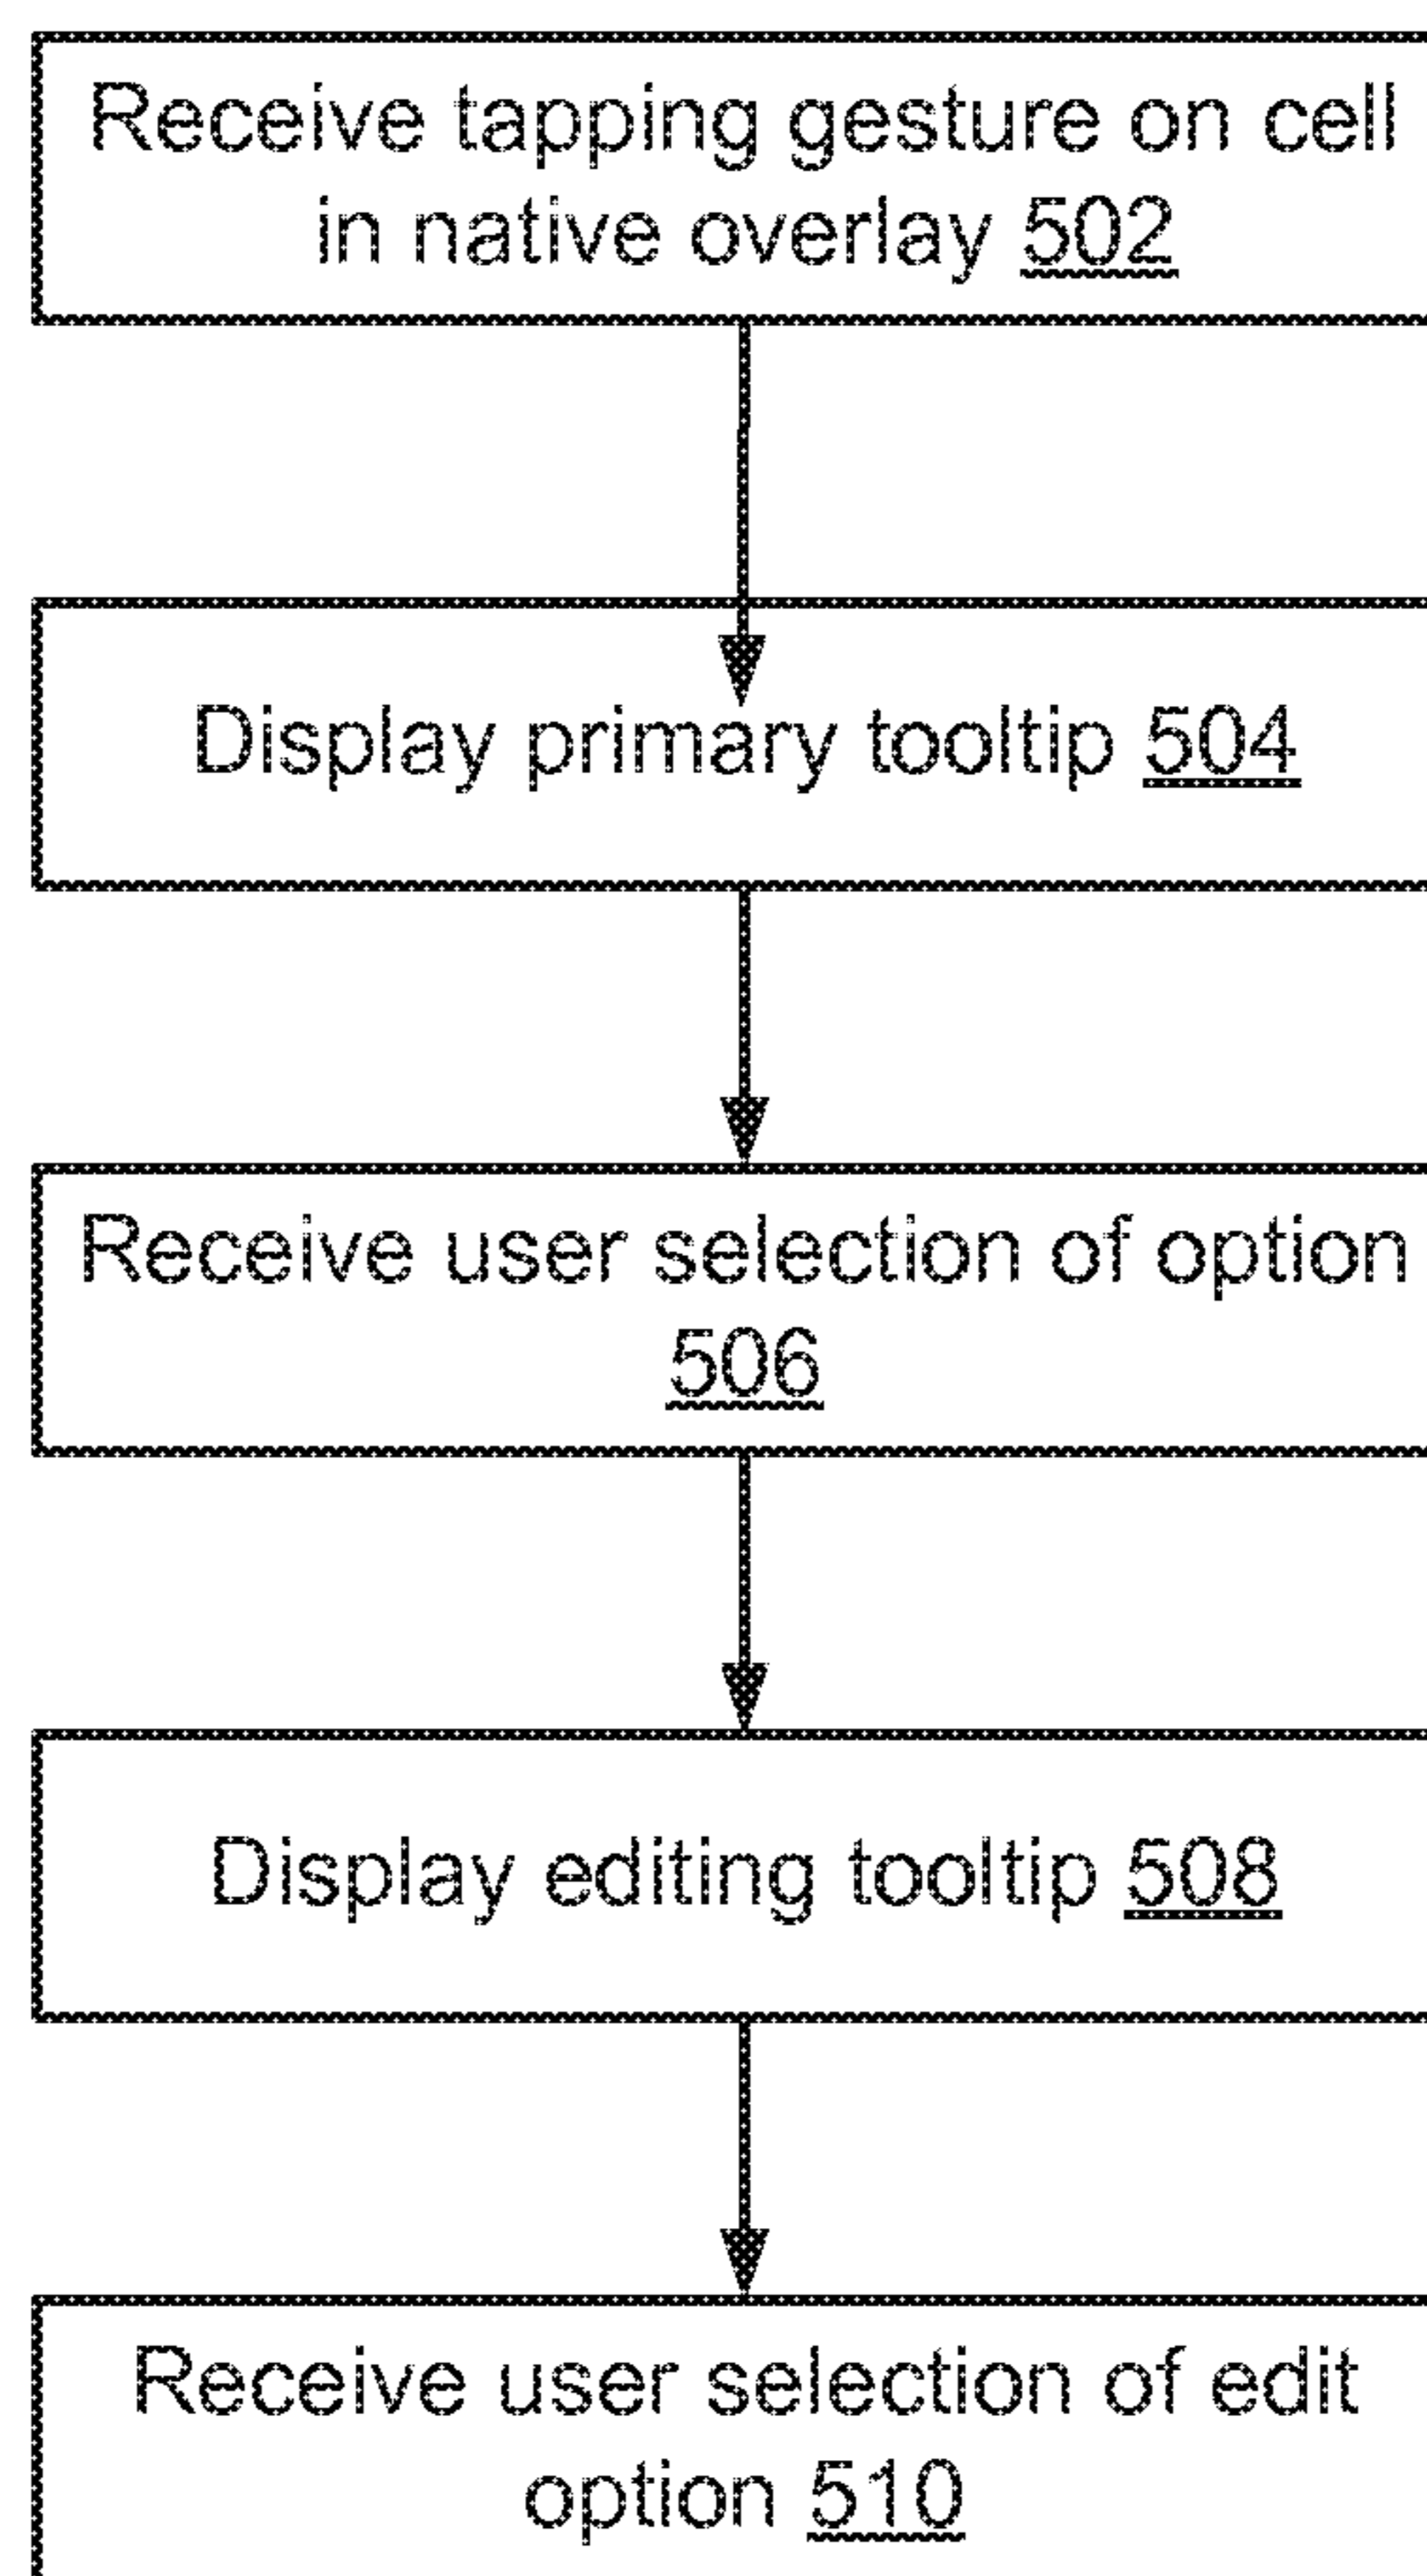 Receive tapping gesture on cell
in native overlay 502
Display primary tooltip 504
Receive user selection of option
506
Display editing tooltip 508
Receive user selection of edit
option 510